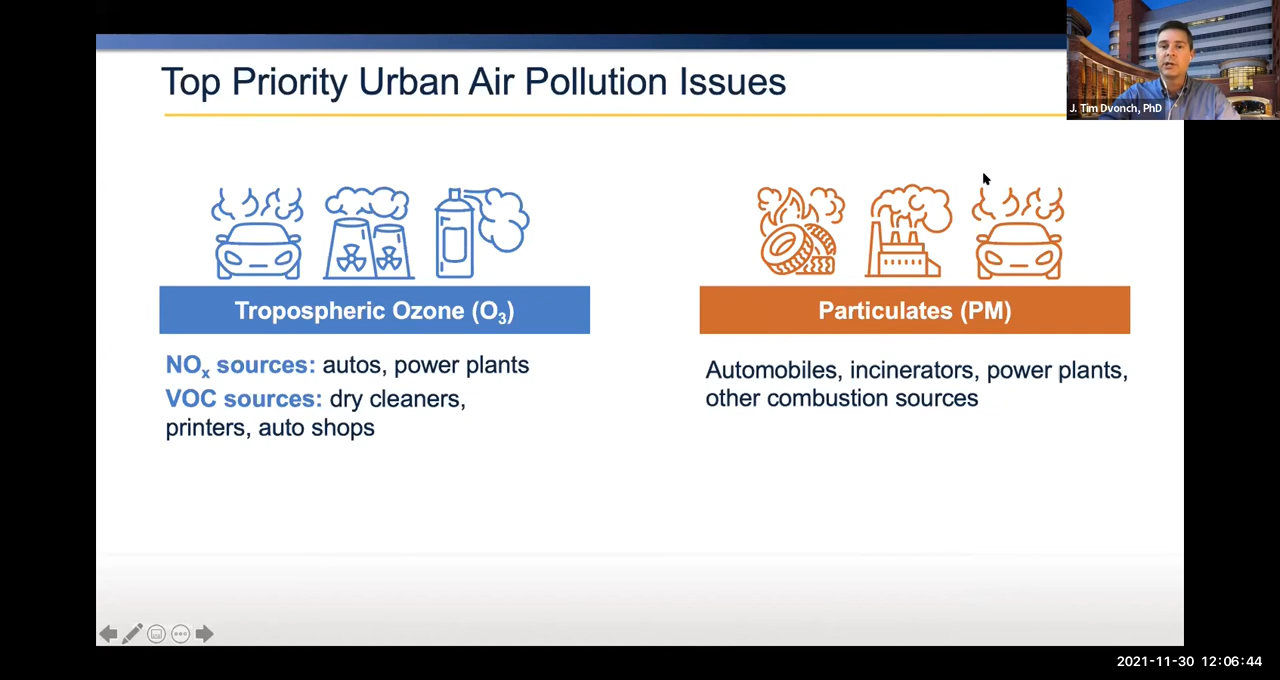 Top Priority Urban Air Pollution Issues
J. Tim Dvonch, PhD
Tropospheric Ozone (O₃)
NOₓ sources: autos, power plants
VOC sources: dry cleaners,
printers, auto shops
Particulates (PM)
Automobiles, incinerators, power plants,
other combustion sources
2021-11-30 12:06:44